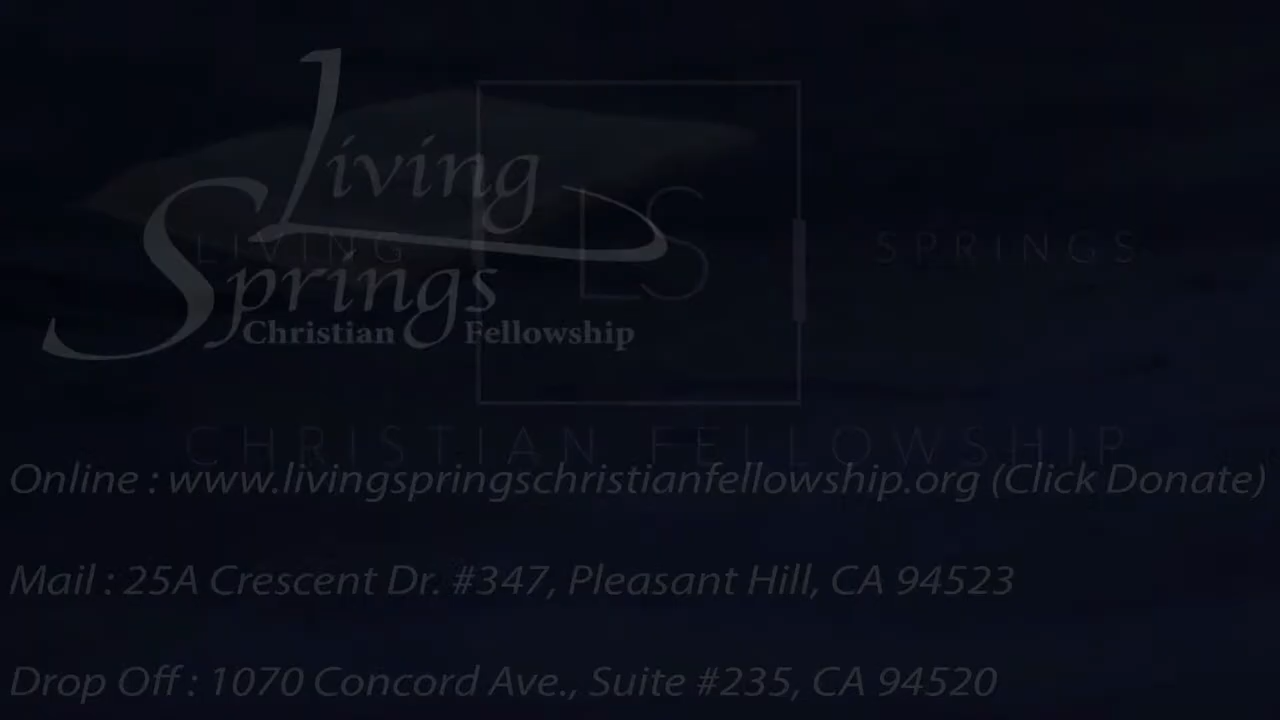 Living
Springs
Christian Fellowship
LIVING LS SPRINGS
CHRISTIAN FELLOWSHIP
Online : www.livingspringschristianfellowship.org (Click Donate)
Mail : 25A Crescent Dr. #347, Pleasant Hill, CA 94523
Drop Off : 1070 Concord Ave., Suite #235, CA 94520